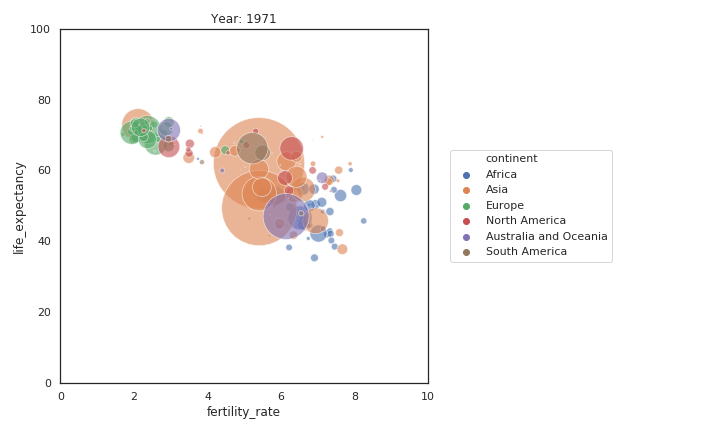 Year: 1971
100
80
60
40
20
0
life_expectancy
0 2 4 6 8 10
fertility_rate
continent
Africa
Asia
Europe
North America
Australia and Oceania
South America